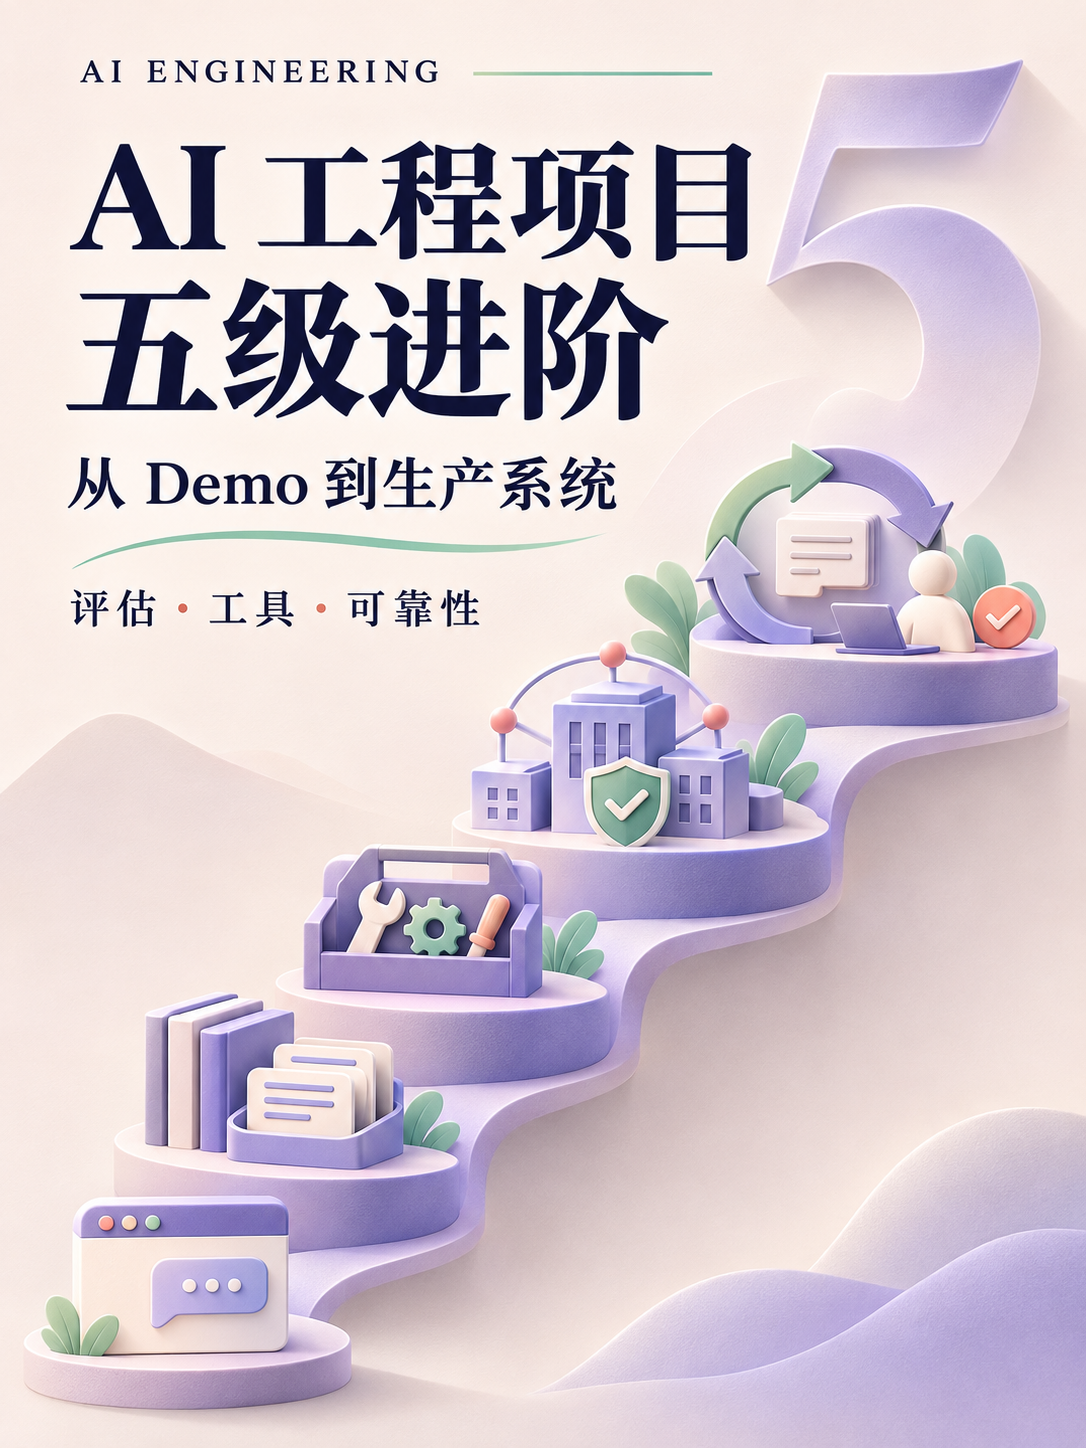 AI ENGINEERING
5
AI 工程项目
五级进阶
从 Demo 到生产系统
评估 • 工具 • 可靠性